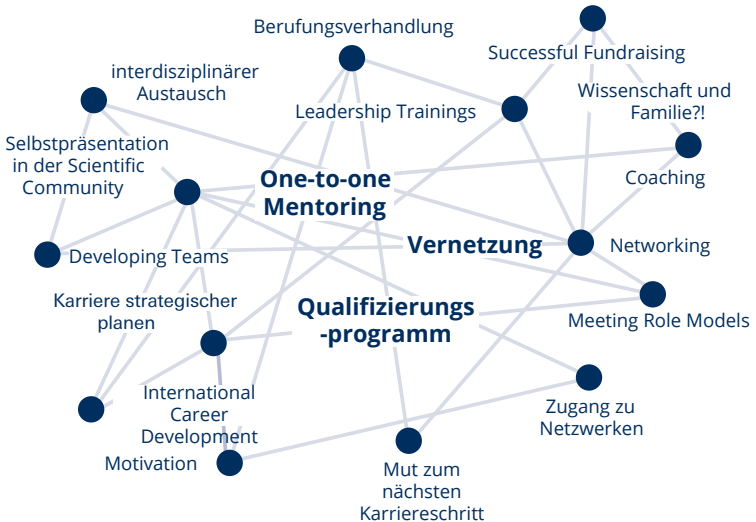 Berufungsverhandlung
Successful Fundraising
interdisziplinärer
Austausch
Wissenschaft und
Familie?!
Leadership Trainings
Selbstpräsentation
in der Scientific
Community
One-to-one
Mentoring
Coaching
Vernetzung
Networking
Developing Teams
Karriere strategischer
planen
Qualifizierungs
-programm
Meeting Role Models
International
Career
Development
Motivation
Zugang zu
Netzwerken
Mut zum
nächsten
Karriereschritt